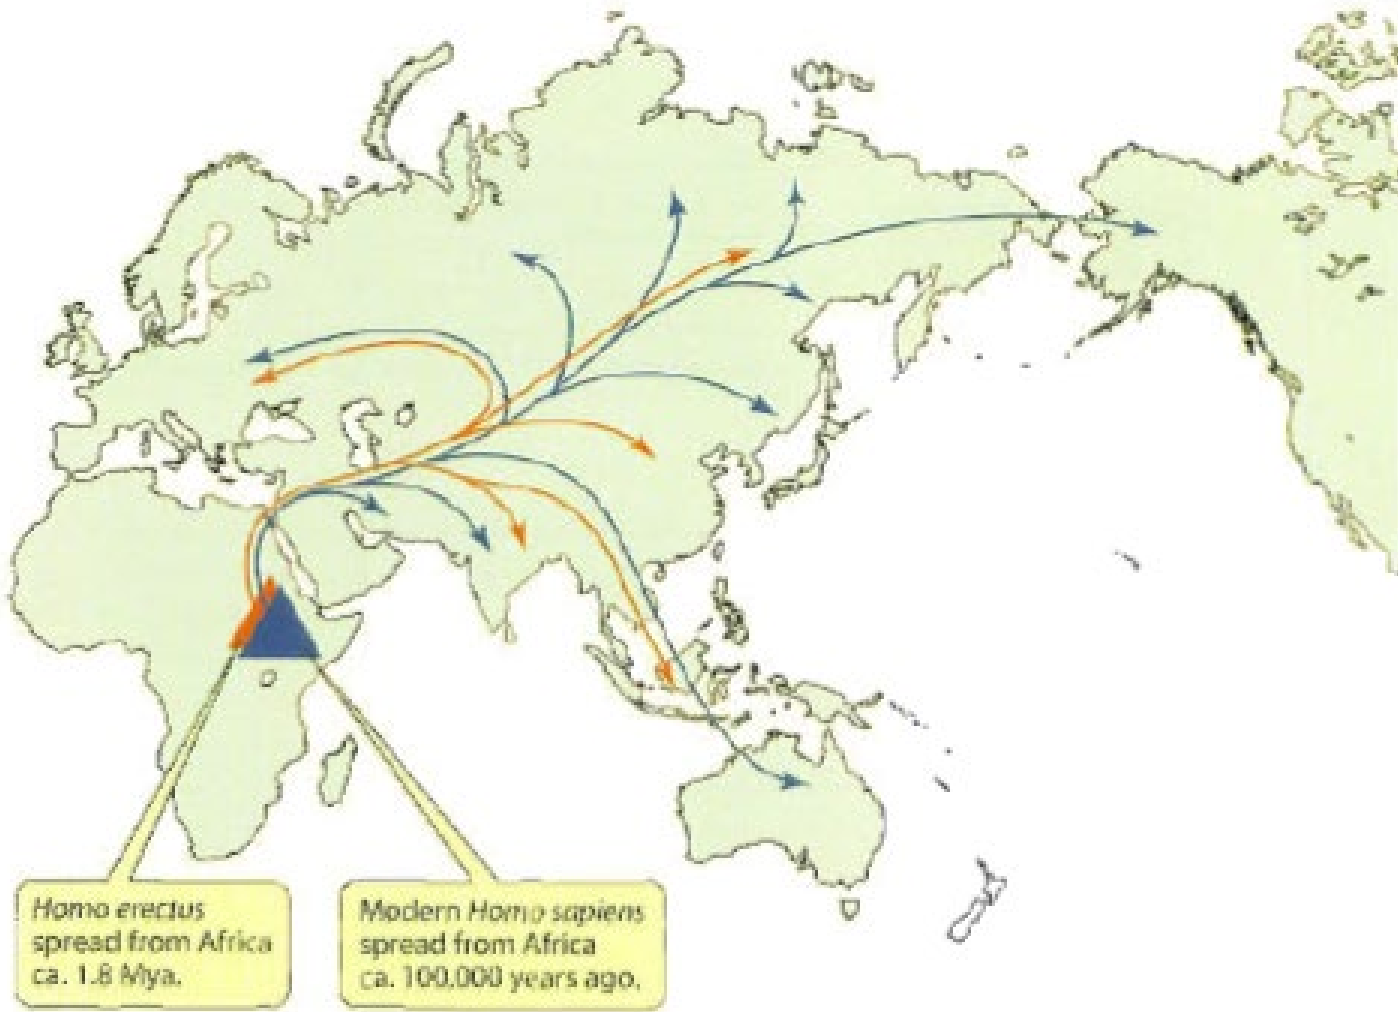 Homo erectus
spread from Africa
ca. 1.8 Mya.
Modern Homo sapiens
spread from Africa
ca. 100,000 years ago.